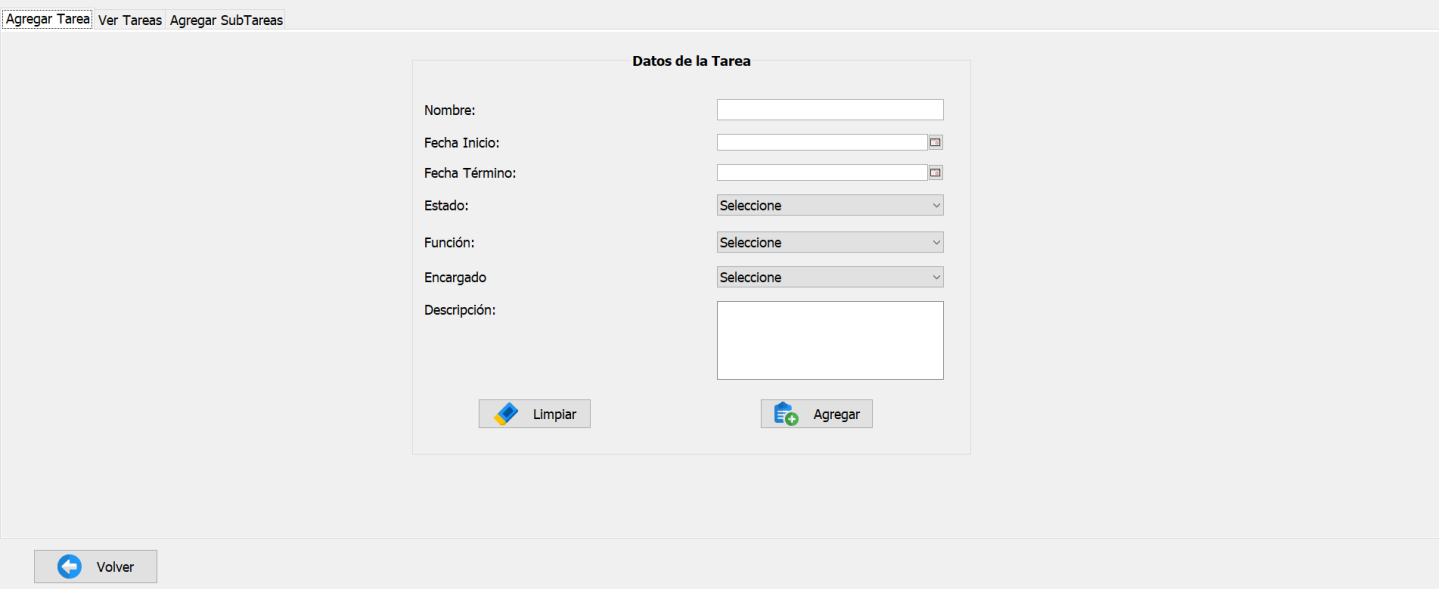 Agregar Tarea Ver Tareas Agregar SubTareas
Datos de la Tarea
Nombre:
Fecha Inicio:
Fecha Término:
Estado: Seleccione
Función: Seleccione
Encargado Seleccione
Descripción:
Limpiar Agregar
Volver